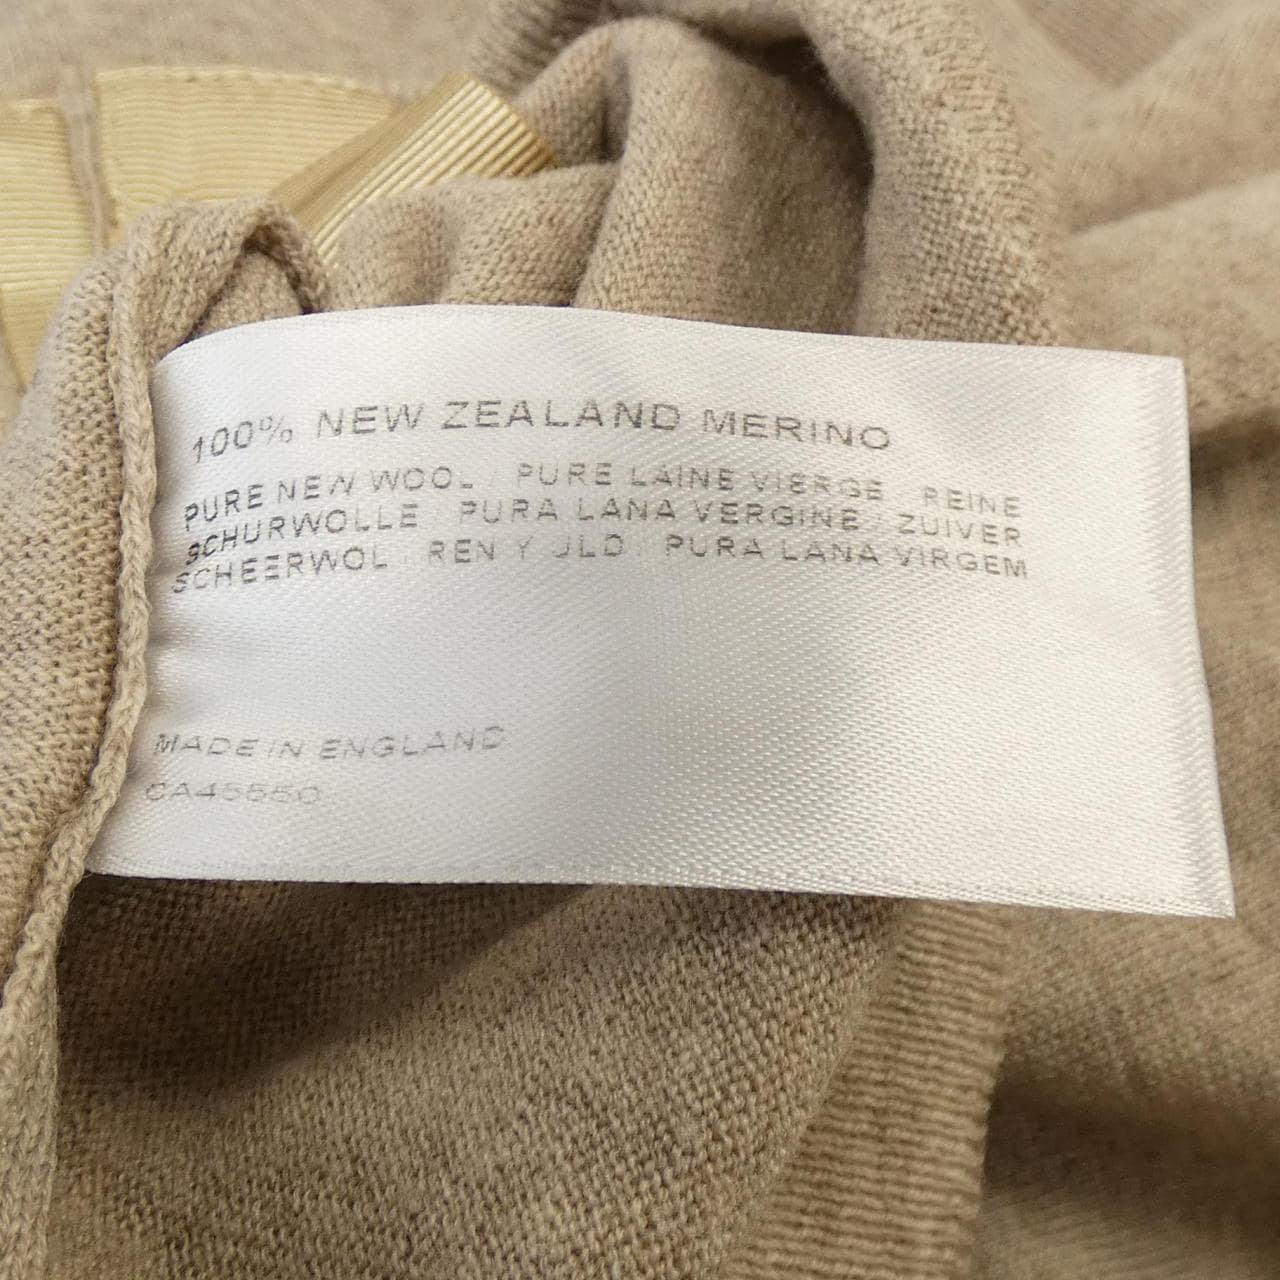 100% NEW ZEALAND MERINO
PURE NEW WOOL / PURE LAINE VIERGE / REINE
SCHURWOLLE / PURA LANA VERGINE / ZUIVER
SCHEERWOL / REN Y ULD / PURA LANA VIRGEM
MADE IN ENGLAND